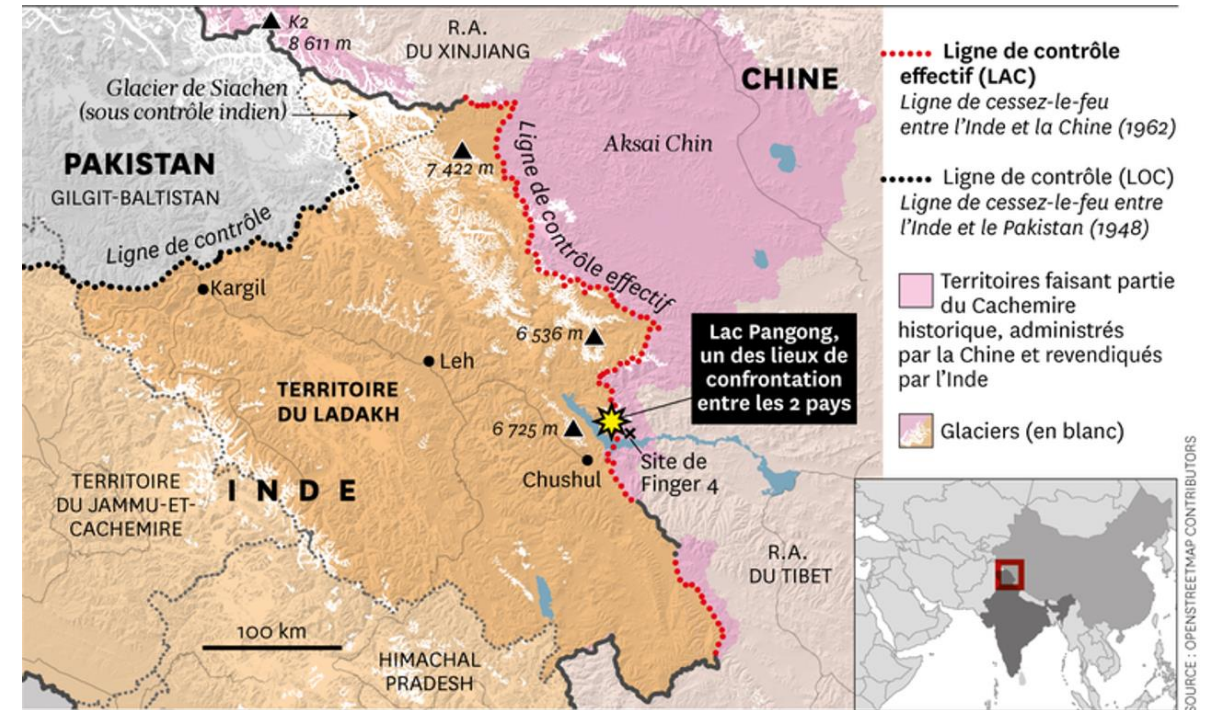 K2
8 611 m
R.A.
DU XINJIANG
CHINE
Glacier de Siachen
(sous contrôle indien)
Aksai Chin
7 422 m
PAKISTAN
GILGIT-BALTISTAN
Ligne de contrôle
Ligne de contrôle effectif
Kargil
6 536 m
Leh
Lac Pangong,
un des lieux de
confrontation
entre les 2 pays
TERRITOIRE
DU LADAKH
6 725 m
Chushul
Site de
Finger 4
INDE
TERRITOIRE
DU JAMMU-ET-
CACHEMIRE
R.A.
DU TIBET
100 km
HIMACHAL
PRADESH
Ligne de contrôle
effectif (LAC)
Ligne de cessez-le-feu
entre l'Inde et la Chine (1962)
Ligne de contrôle (LOC)
Ligne de cessez-le-feu entre
l'Inde et le Pakistan (1948)
Territoires faisant partie
du Cachemire
historique, administrés
par la Chine et revendiqués
par l'Inde
Glaciers (en blanc)
SOURCE : OPENSTREETMAP CONTRIBUTORS